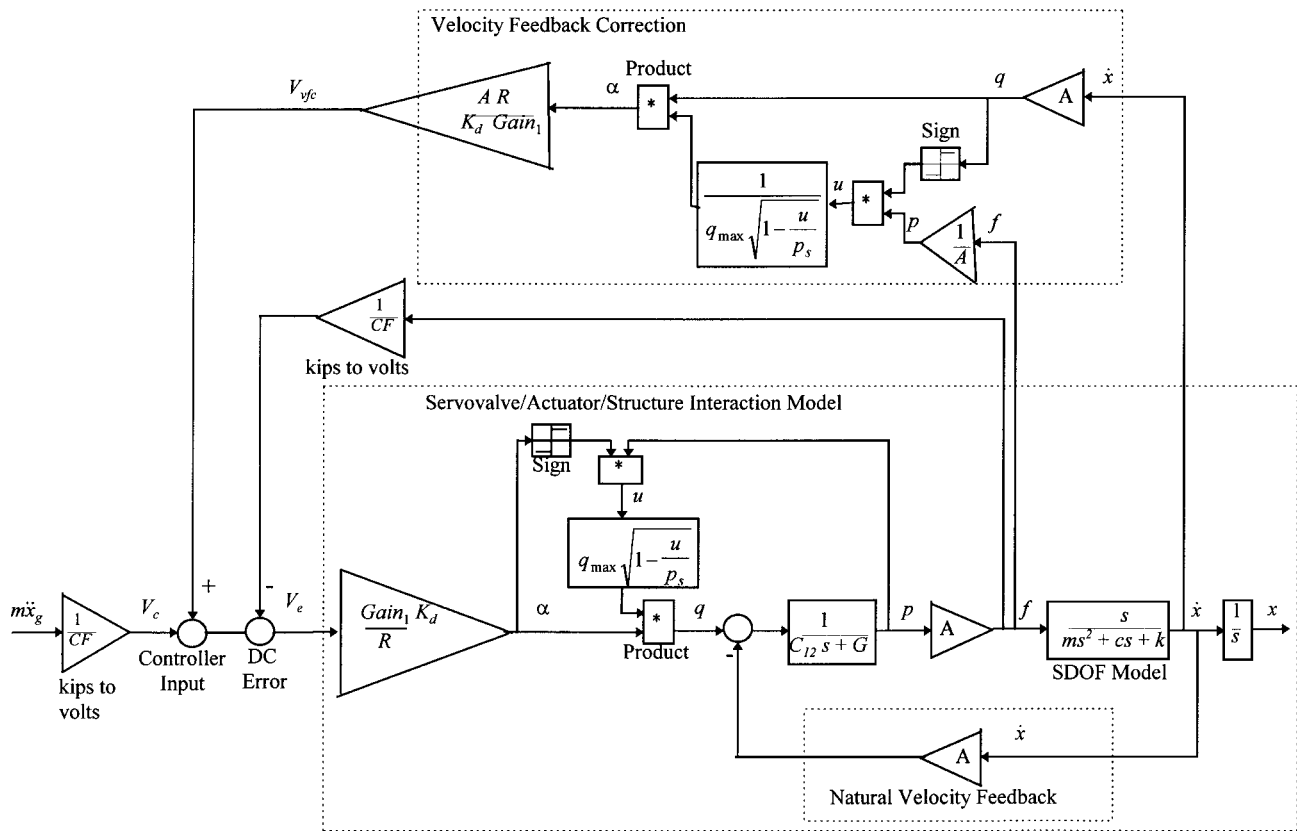 Velocity Feedback Correction
V_vfc
A R
K_d Gain_1
α
Product
*
q
A
ẋ
Sign
1
q_max √(1 - u/p_s)
u
*
p
1/A
f
1/CF
kips to volts
Servovalve/Actuator/Structure Interaction Model
Sign
*
u
q_max √(1 - u/p_s)
mẍ_g
1/CF
kips to
volts
V_c
+
Controller
Input
-
DC
Error
V_e
Gain_1 K_d
R
α
*
Product
q
-
1
C_12 s + G
p
A
f
s
ms² + cs + k
SDOF Model
ẋ
1/s
x
A
ẋ
Natural Velocity Feedback